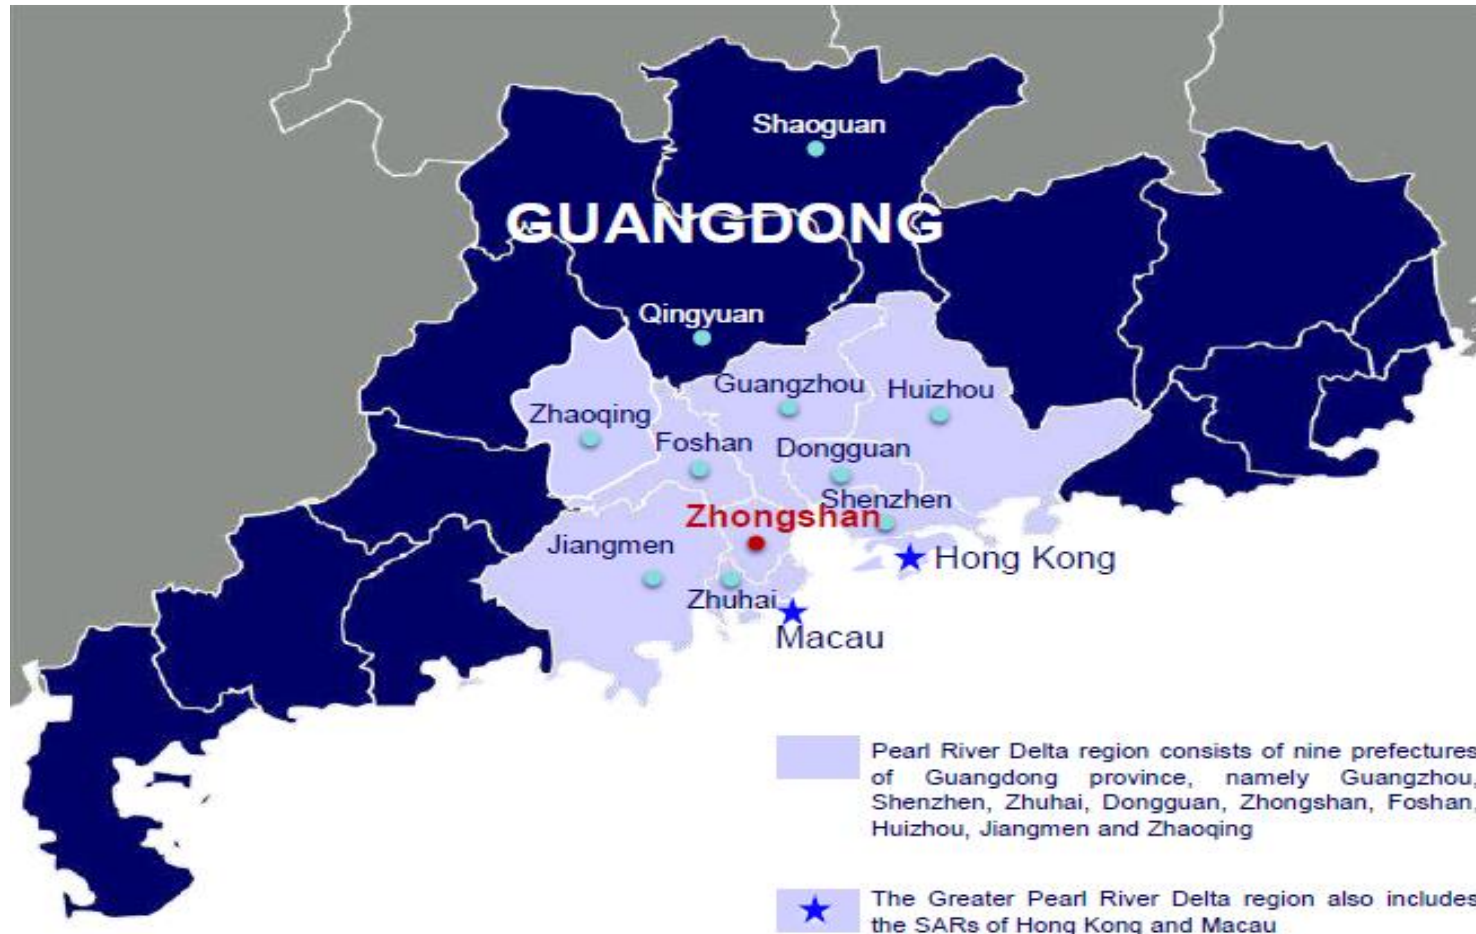 Shaoguan
GUANGDONG
Qingyuan
Guangzhou
Huizhou
Zhaoqing
Foshan
Dongguan
Shenzhen
Zhongshan
Jiangmen
Hong Kong
Zhuhai
Macau
Pearl River Delta region consists of nine prefectures
of Guangdong province, namely Guangzhou,
Shenzhen, Zhuhai, Dongguan, Zhongshan, Foshan,
Huizhou, Jiangmen and Zhaoqing
The Greater Pearl River Delta region also includes
the SARs of Hong Kong and Macau